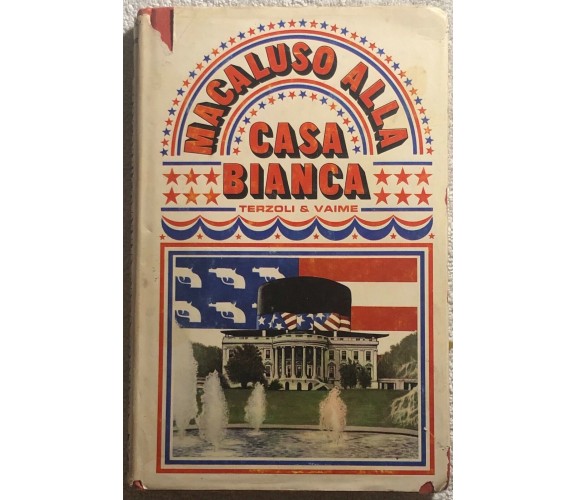 MACALUSO ALLA
CASA
BIANCA
TERZOLI & VAIME